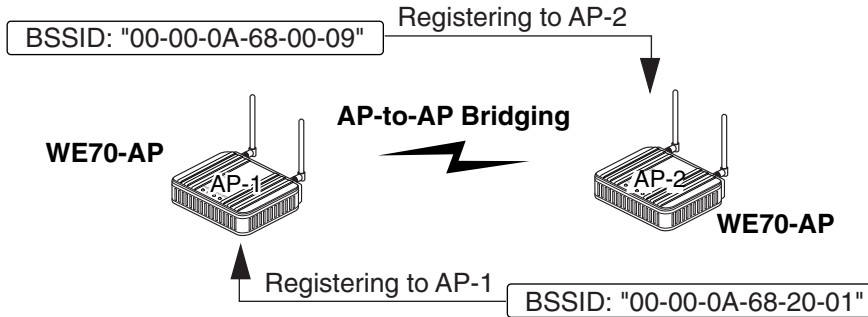 Registering to AP-2
BSSID: "00-00-0A-68-00-09"
AP-to-AP Bridging
WE70-AP
AP-1
AP-2
WE70-AP
Registering to AP-1
BSSID: "00-00-0A-68-20-01"